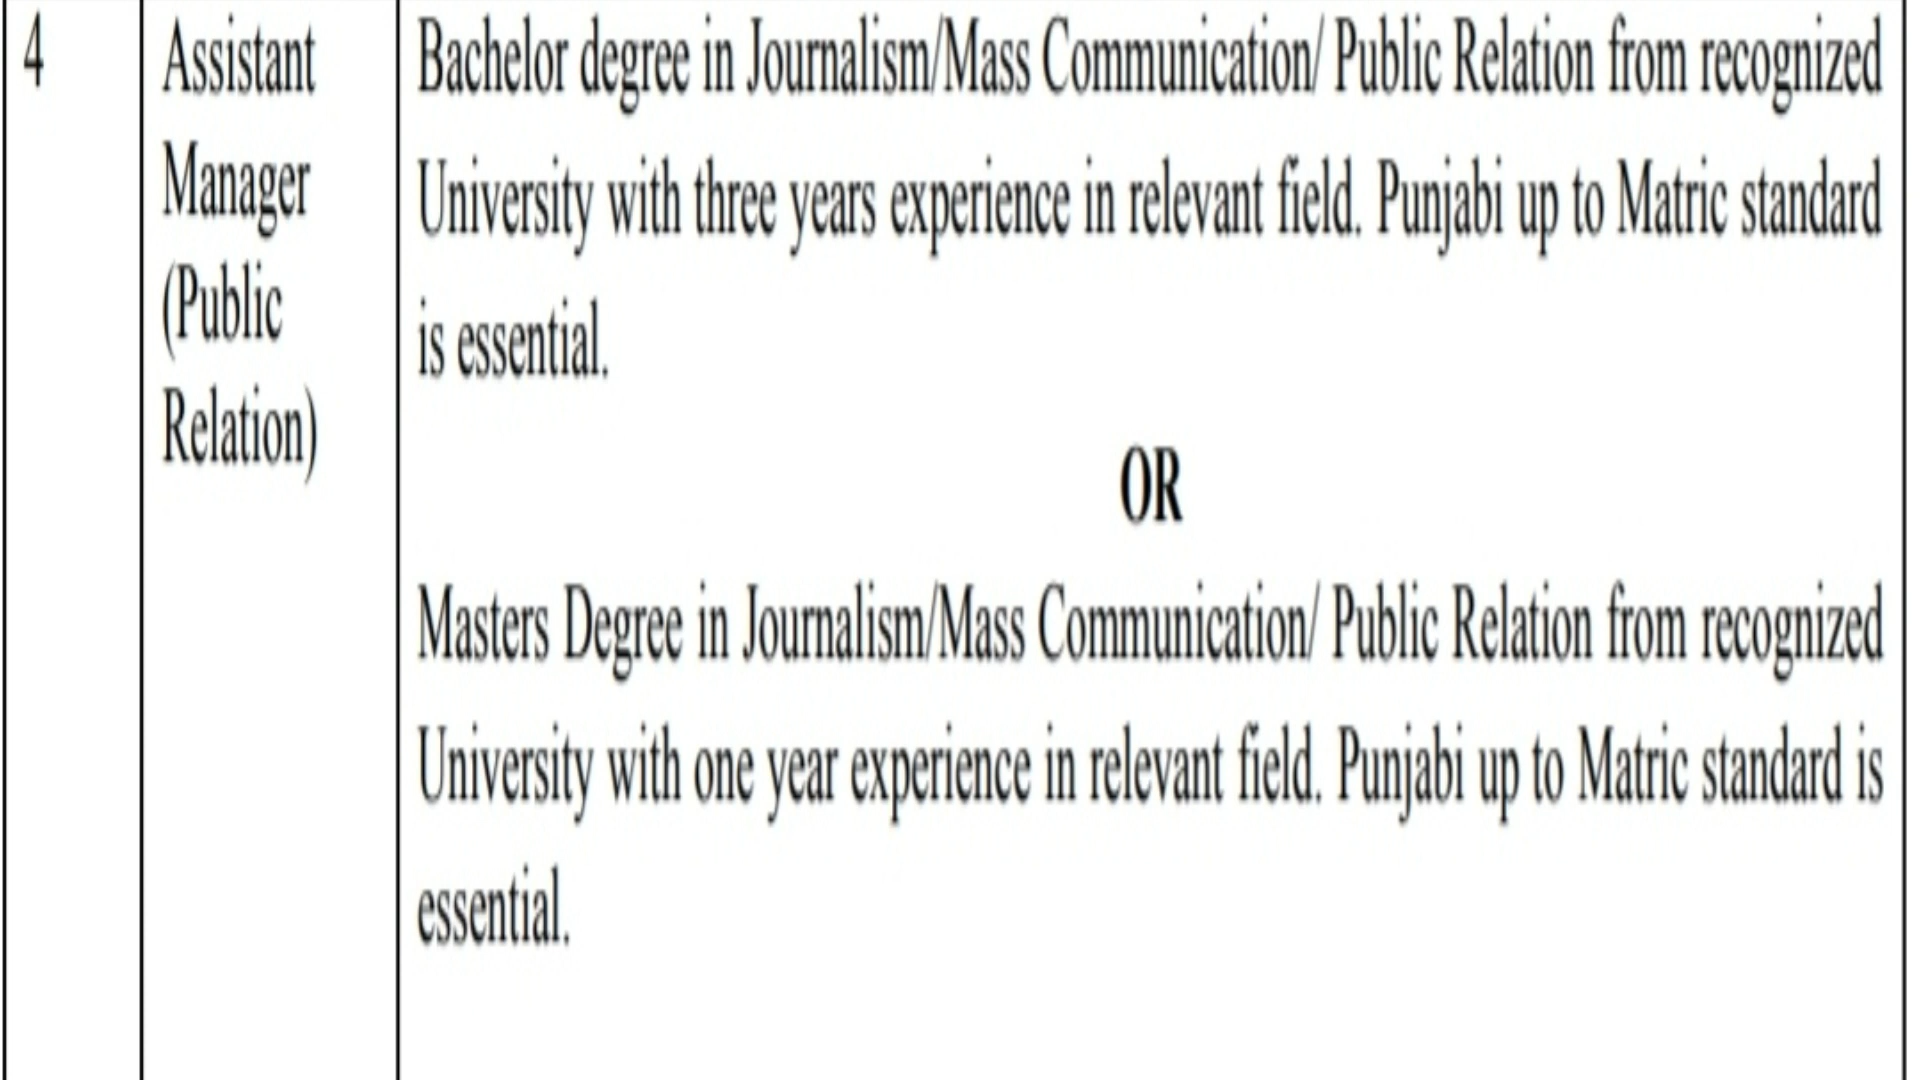 4
Assistant
Manager
(Public
Relation)
Bachelor degree in Journalism/Mass Communication/ Public Relation from recognized
University with three years experience in relevant field. Punjabi up to Matric standard
is essential.
OR
Masters Degree in Journalism/Mass Communication/ Public Relation from recognized
University with one year experience in relevant field. Punjabi up to Matric standard is
essential.